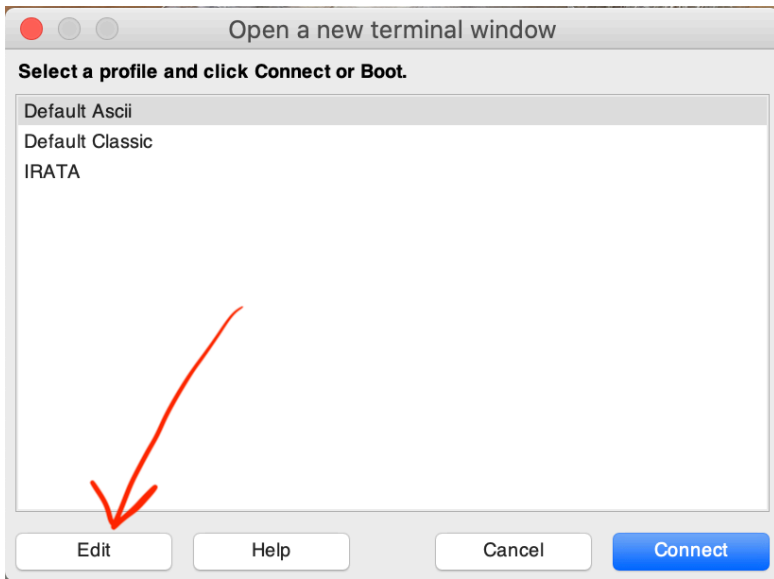 Open a new terminal window
Select a profile and click Connect or Boot.
Default Ascii
Default Classic
IRATA
Edit Help Cancel Connect